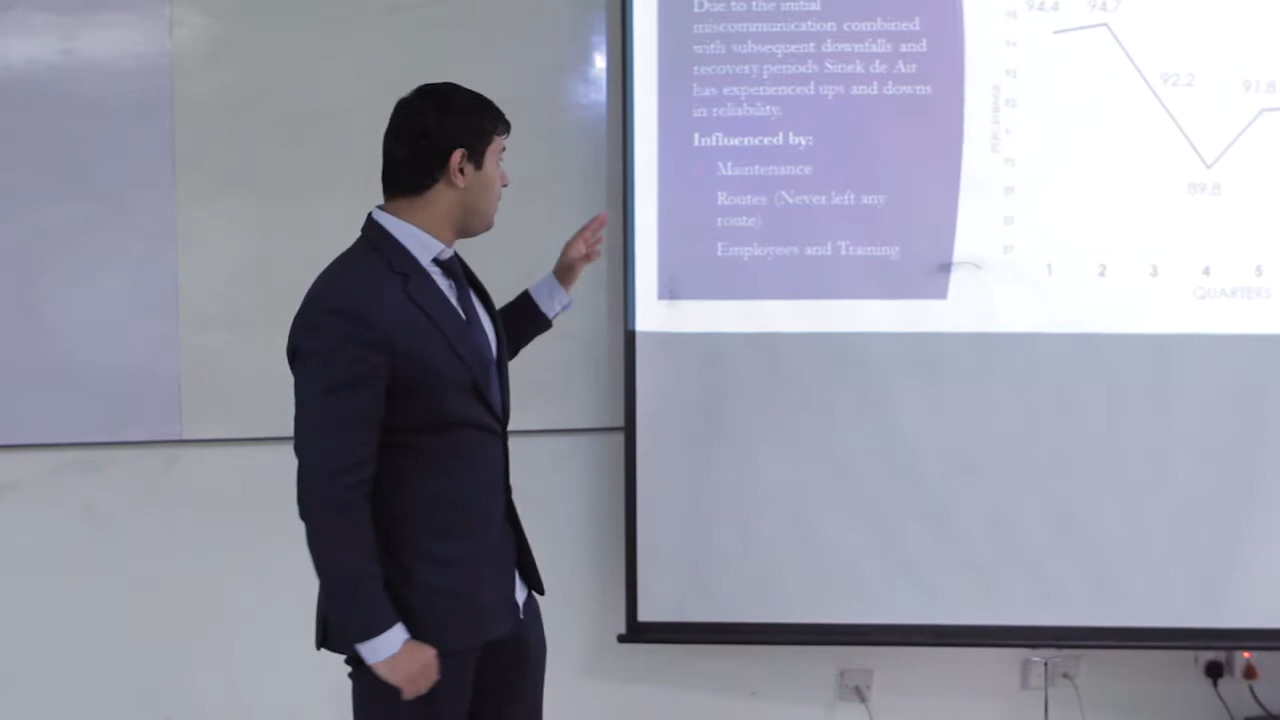 Due to the initial
miscommunication combined
with subsequent downfalls and
recovery periods Sinek de Air
has experienced ups and downs
in reliability.
Influenced by:
Maintenance
Routes (Never left any
route)
Employees and Training
94.4 94.7
92.2
91.8
89.8
1 2 3 4 5
QUARTERS